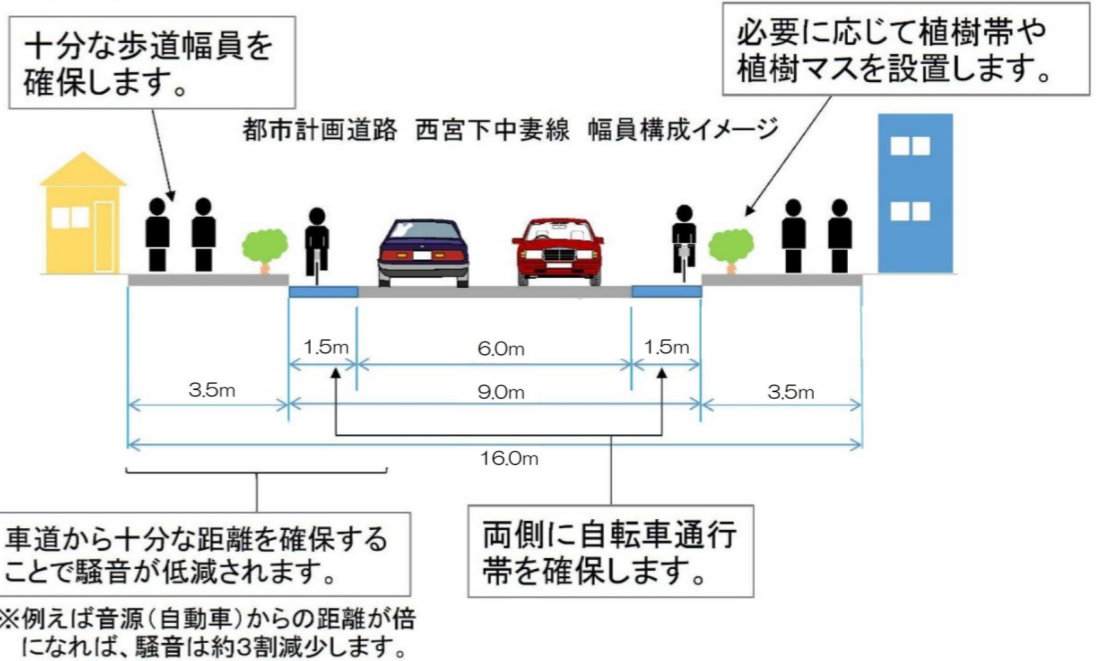 十分な歩道幅員を
確保します。
必要に応じて植樹帯や
植樹マスを設置します。
都市計画道路 西宮下中妻線 幅員構成イメージ
1.5m
6.0m
1.5m
3.5m
9.0m
3.5m
16.0m
車道から十分な距離を確保する
ことで騒音が低減されます。
両側に自転車通行
帯を確保します。
※例えば音源(自動車)からの距離が倍
になれば、騒音は約3割減少します。